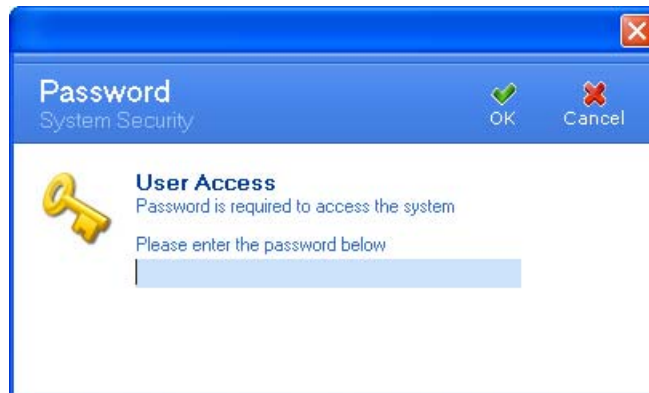 Password
System Security
OK
Cancel
User Access
Password is required to access the system
Please enter the password below